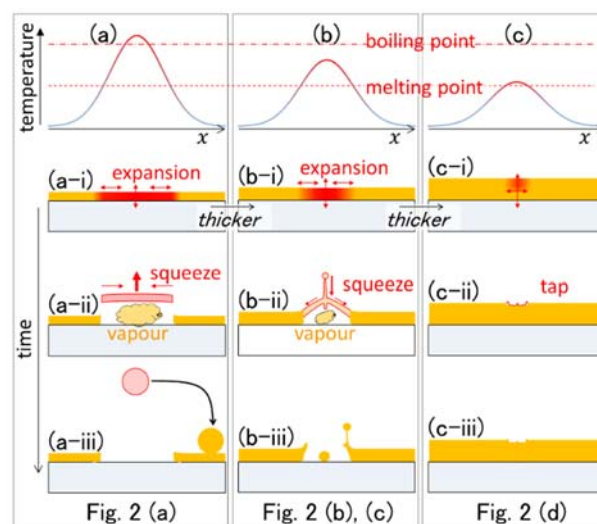 (a)
(b)
(c)
boiling point
melting point
temperature
x
x
x
(a-i)
expansion
(b-i)
expansion
(c-i)
thicker
thicker
time
(a-ii)
squeeze
vapour
(b-ii)
squeeze
vapour
(c-ii)
tap
(a-iii)
(b-iii)
(c-iii)
Fig. 2 (a)
Fig. 2 (b), (c)
Fig. 2 (d)